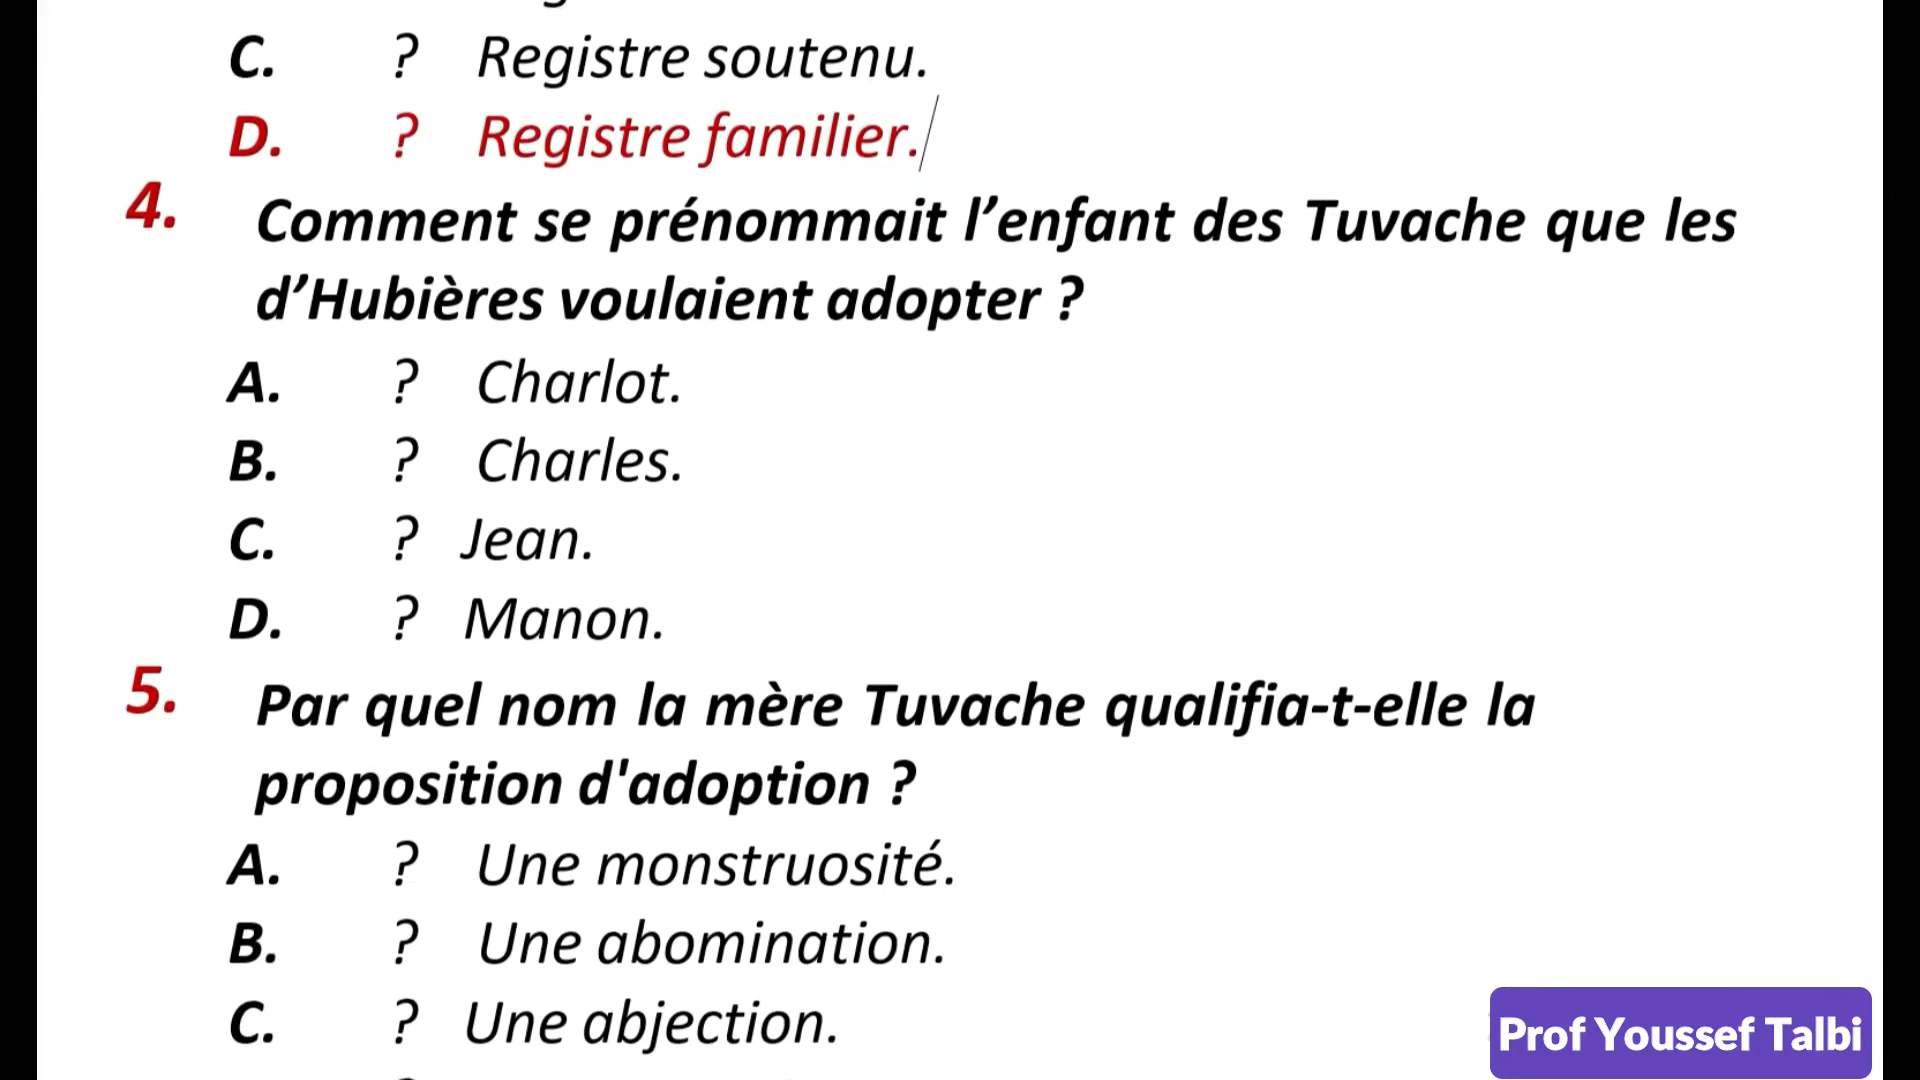 C. ? Registre soutenu.
D. ? Registre familier.
4. Comment se prénommait l’enfant des Tuvache que les
d’Hubières voulaient adopter ?
A. ? Charlot.
B. ? Charles.
C. ? Jean.
D. ? Manon.
5. Par quel nom la mère Tuvache qualifia-t-elle la
proposition d'adoption ?
A. ? Une monstruosité.
B. ? Une abomination.
C. ? Une abjection.
Prof Youssef Talbi